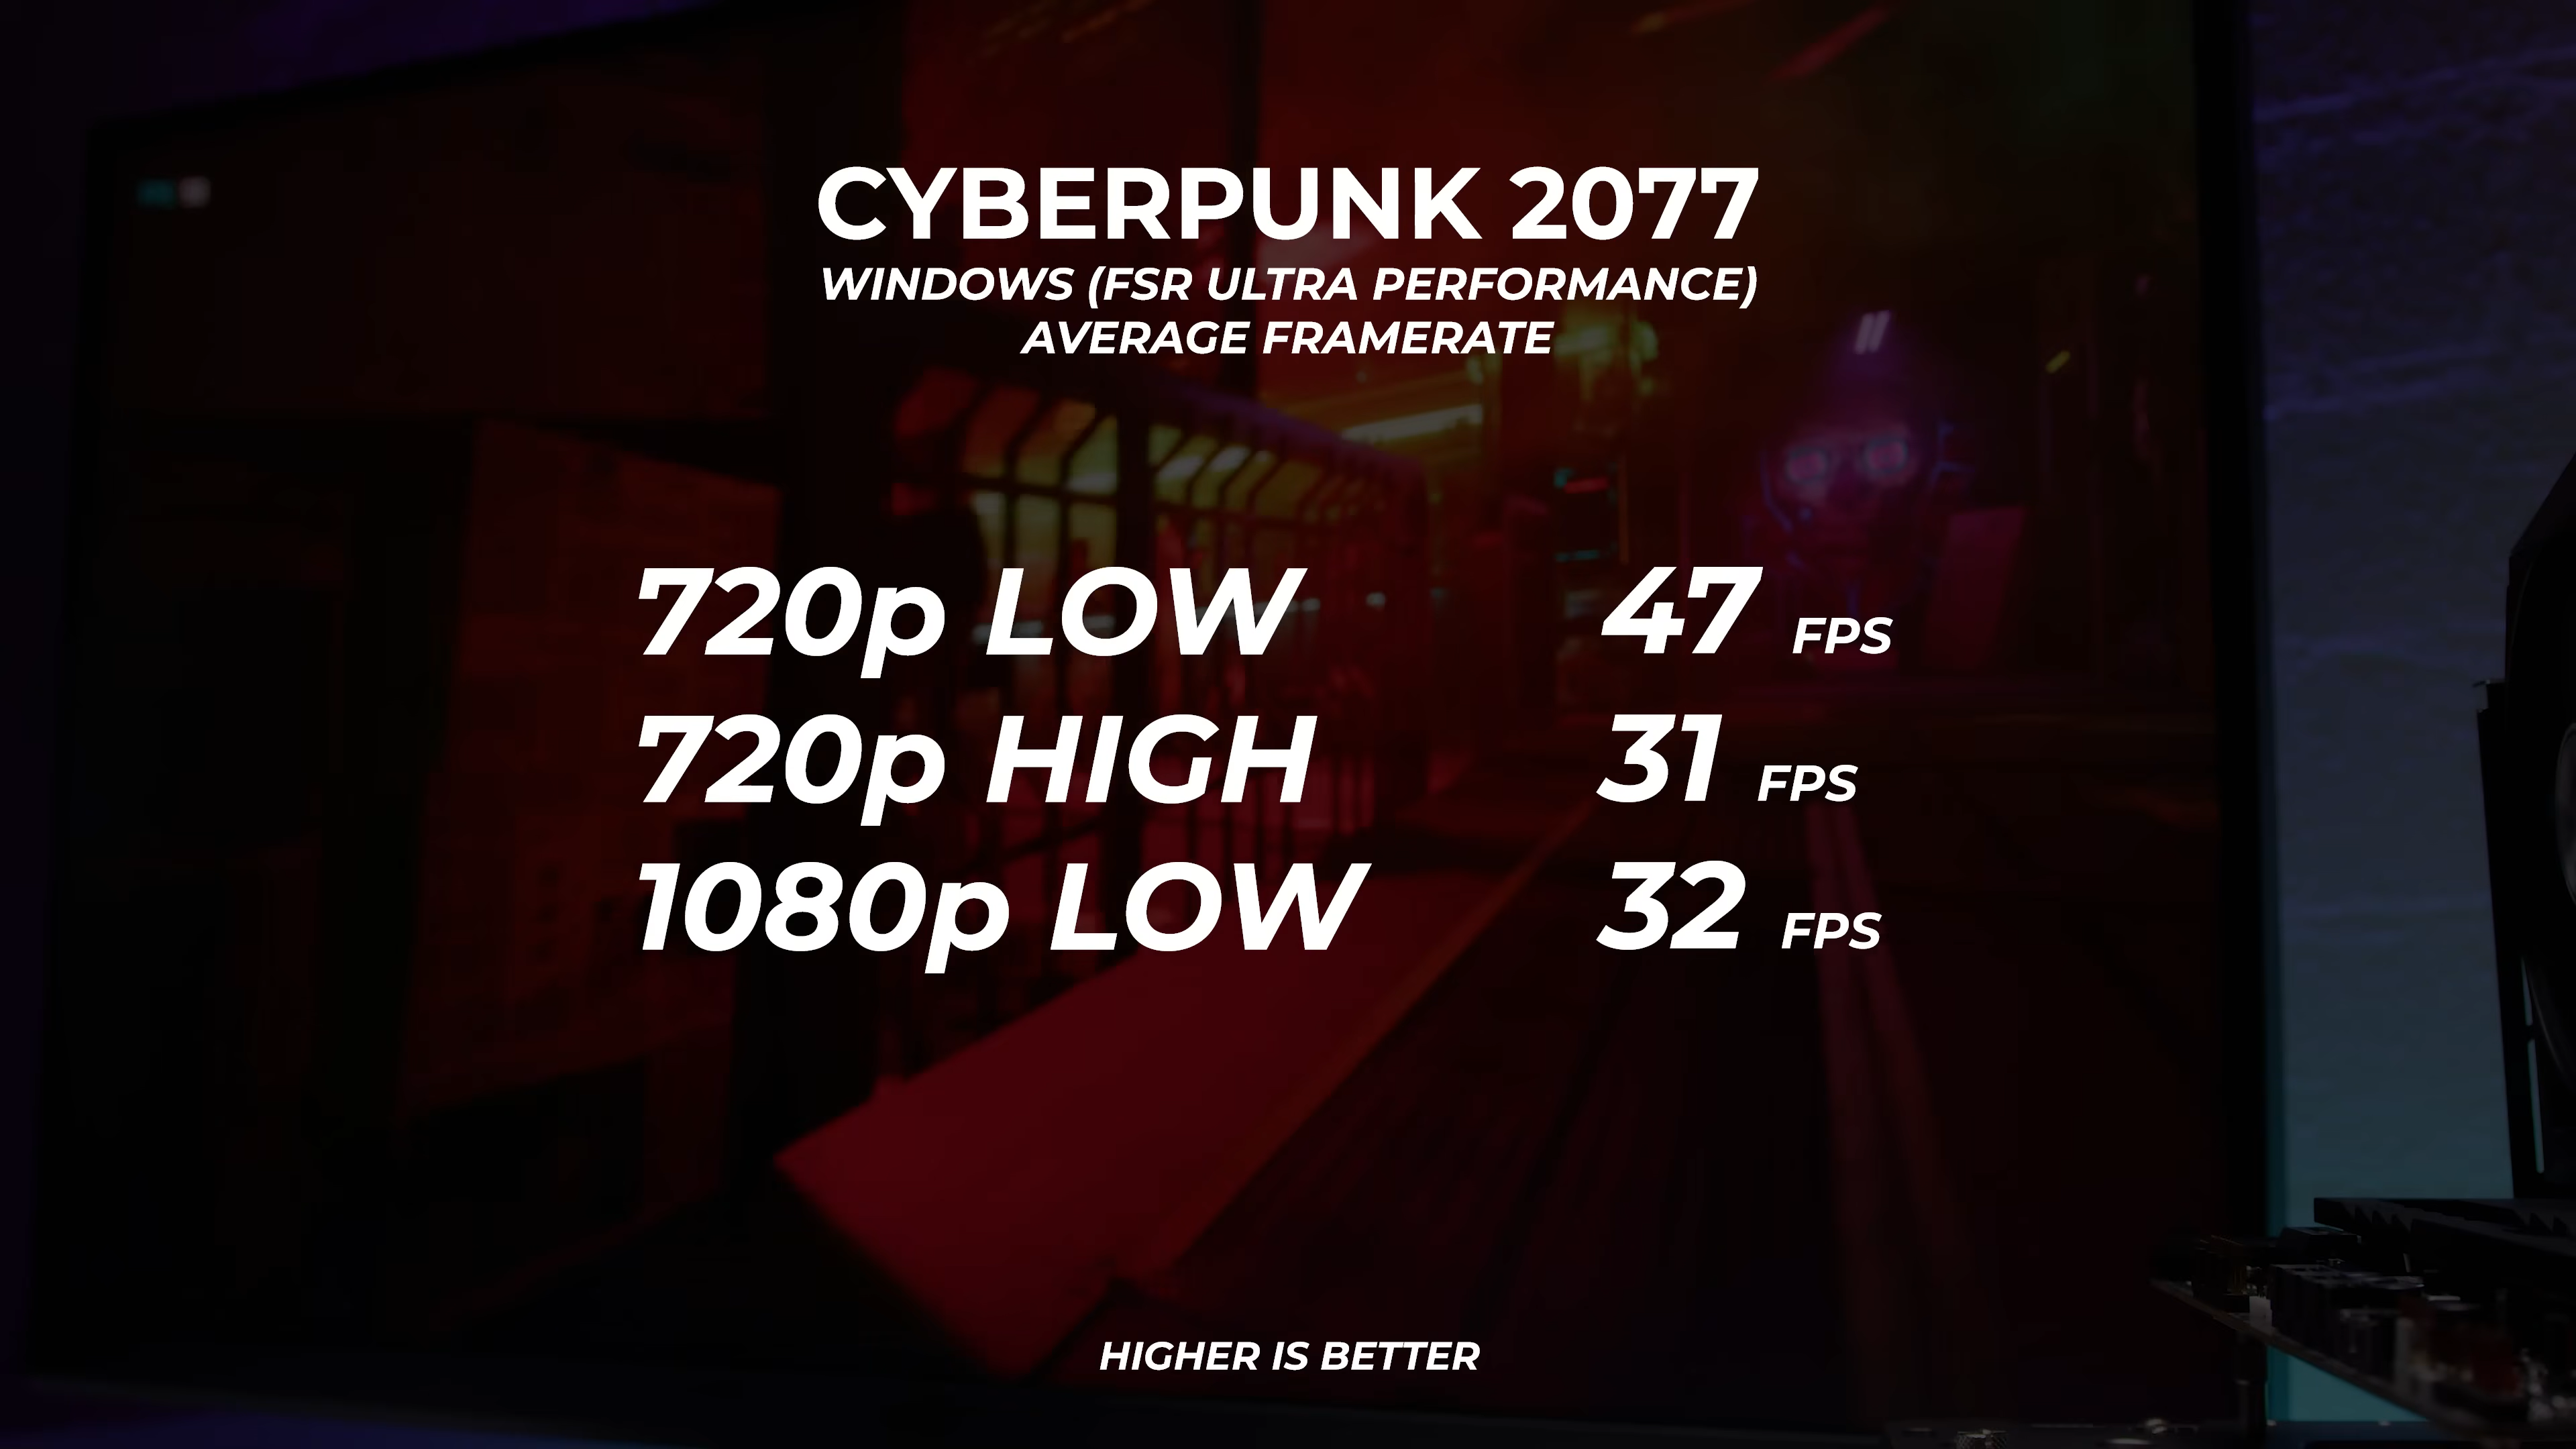 CYBERPUNK 2077
WINDOWS (FSR ULTRA PERFORMANCE)
AVERAGE FRAMERATE
720p LOW 47 FPS
720p HIGH 31 FPS
1080p LOW 32 FPS
HIGHER IS BETTER